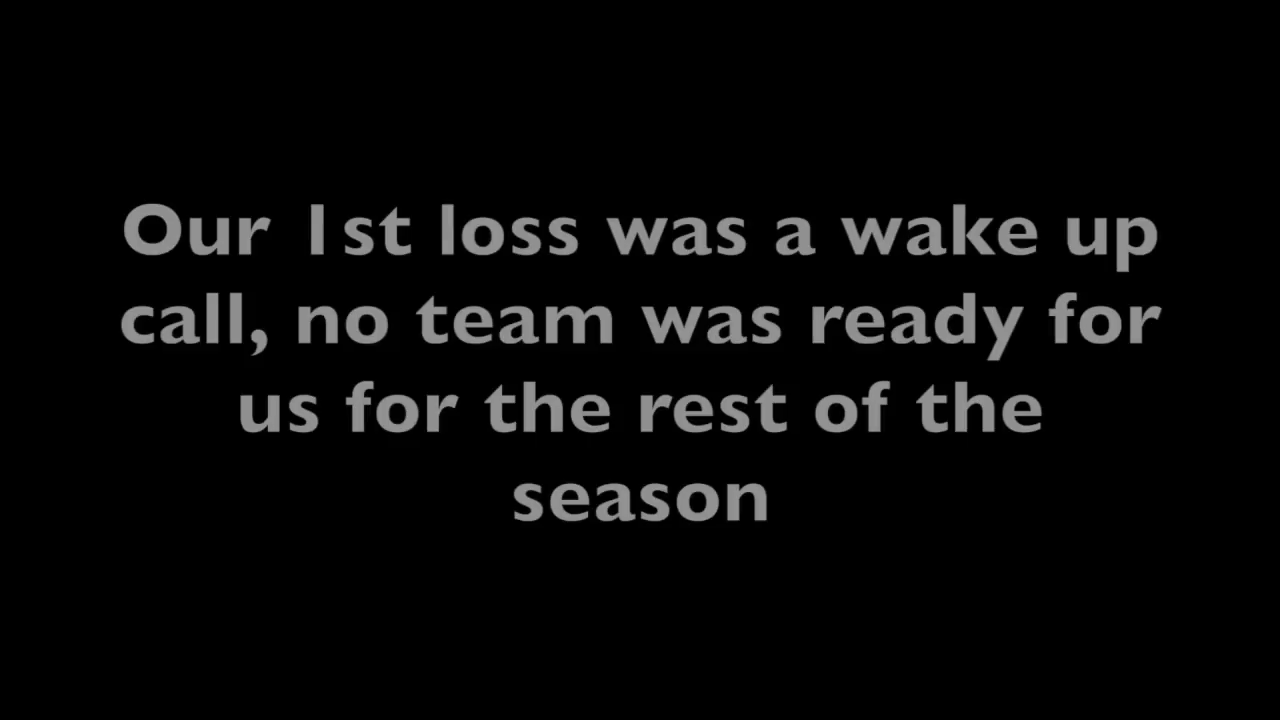 Our 1st loss was a wake up
call, no team was ready for
us for the rest of the
season